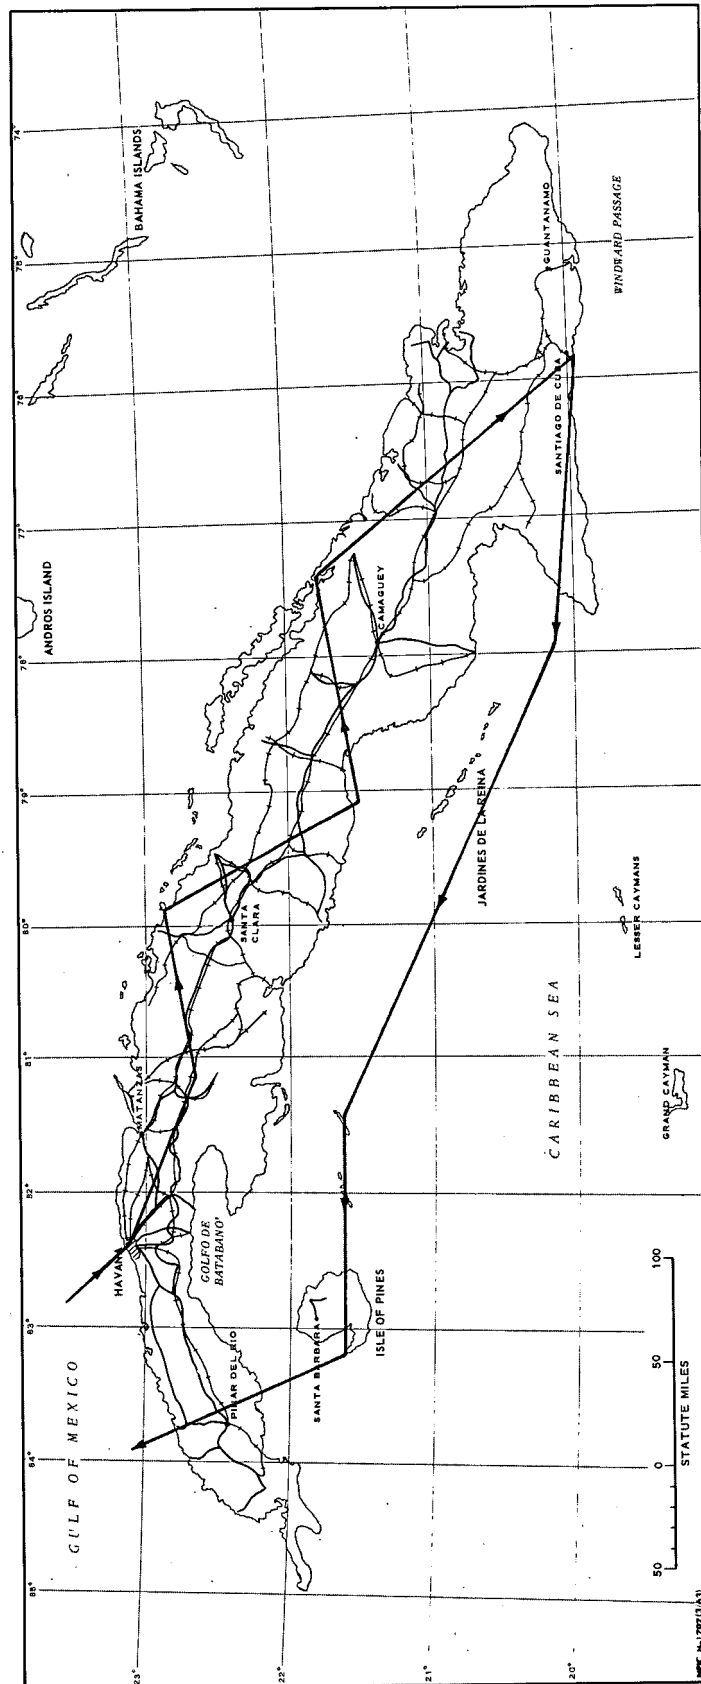 74°
75°
76°
77°
78°
79°
80°
81°
82°
83°
84°
85°
23°
22°
21°
20°
GULF OF MEXICO
BAHAMA ISLANDS
ANDROS ISLAND
HAVANA
MATANZAS
SANTA
CLARA
PINAR DEL RIO
GOLFO DE
BATABANO'
SANTA BARBARA
ISLE OF PINES
CAMAGUEY
JARDINES DE LA REINA
SANTIAGO DE CUBA
GUANTANAMO
WINDWARD PASSAGE
CARIBBEAN SEA
LESSER CAYMANS
GRAND CAYMAN
50 0 50 100
STATUTE MILES